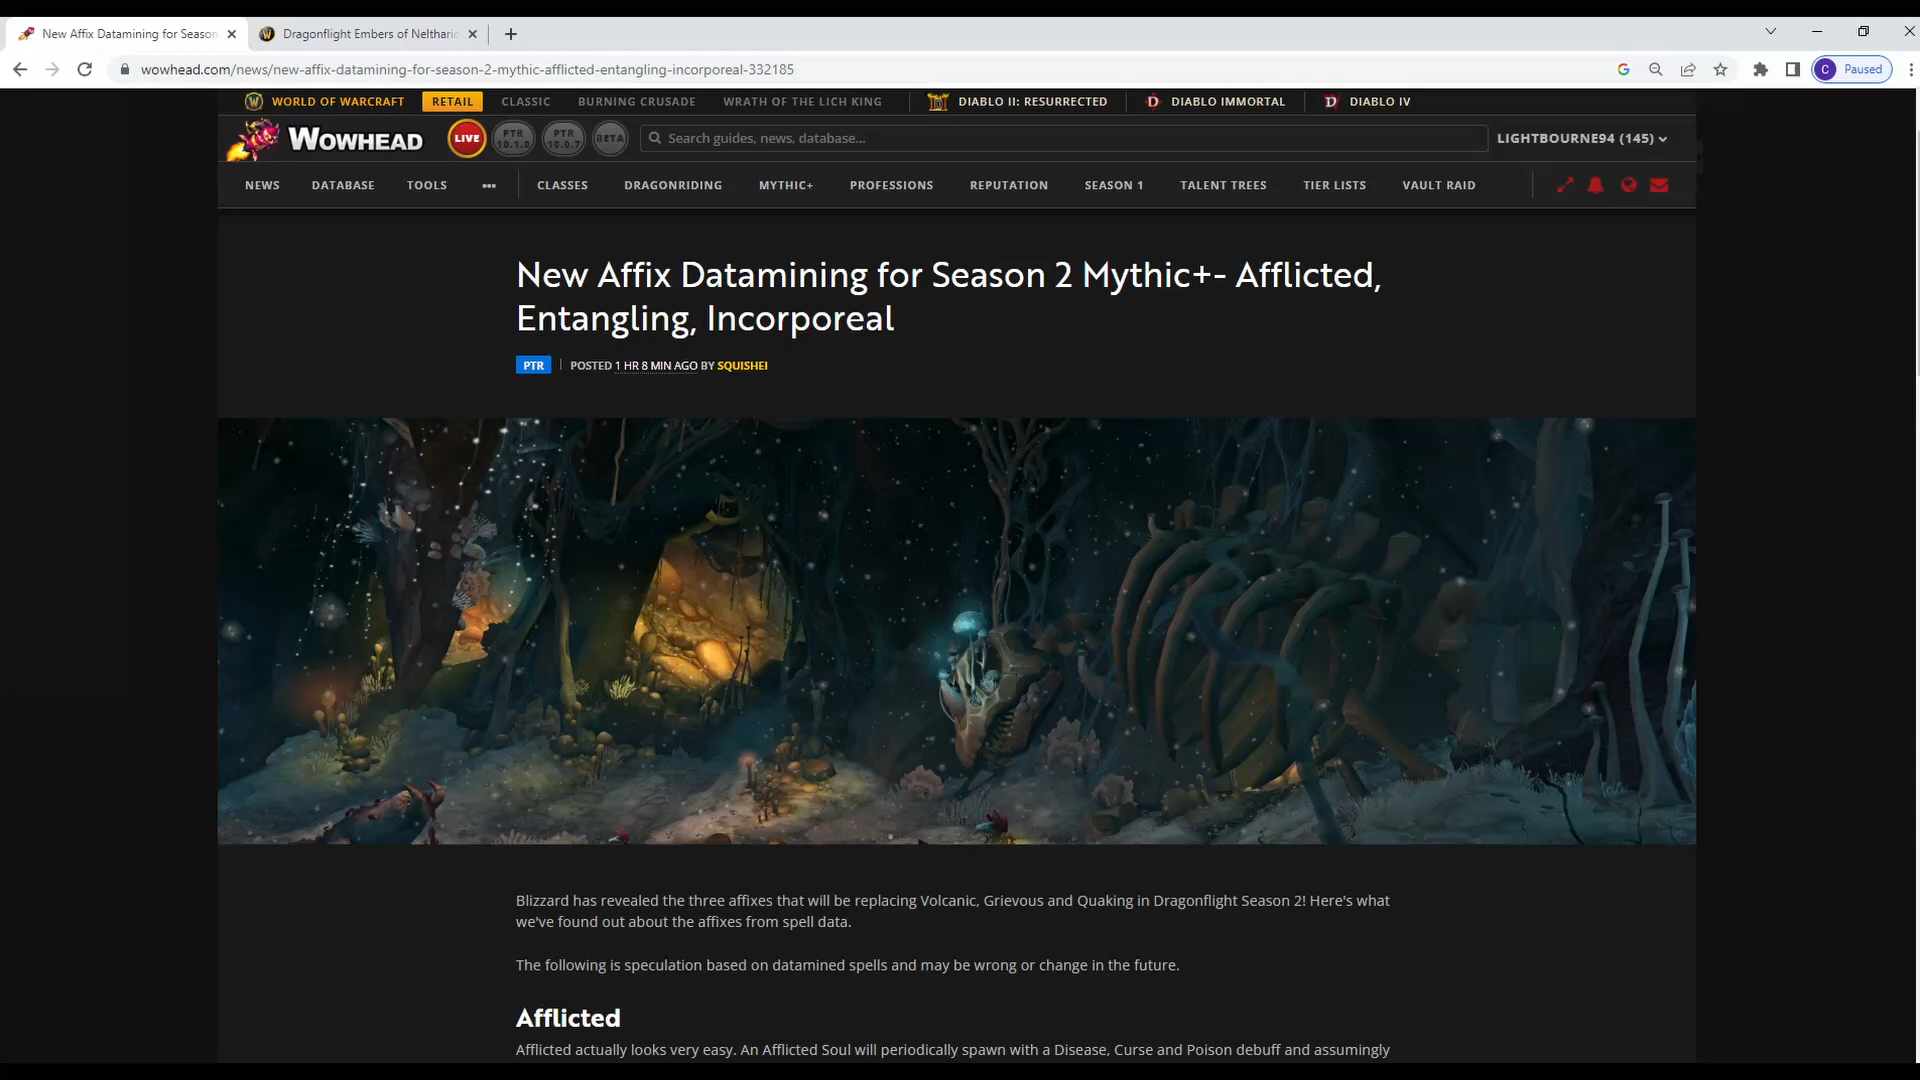 New Affix Datamining for Season
Dragonflight Embers of Neltharic
wowhead.com/news/new-affix-datamining-for-season-2-mythic-afflicted-entangling-incorporeal-332185
C Paused
WORLD OF WARCRAFT RETAIL CLASSIC BURNING CRUSADE WRATH OF THE LICH KING DIABLO II: RESURRECTED DIABLO IMMORTAL DIABLO IV
WOWHEAD LIVE PTR 10.1.0 PTR 10.0.7 BETA Search guides, news, database... LIGHTBOURNE94 (145)
NEWS DATABASE TOOLS ••• CLASSES DRAGONRIDING MYTHIC+ PROFESSIONS REPUTATION SEASON 1 TALENT TREES TIER LISTS VAULT RAID
New Affix Datamining for Season 2 Mythic+- Afflicted,
Entangling, Incorporeal
PTR POSTED 1 HR 8 MIN AGO BY SQUISHEI
Blizzard has revealed the three affixes that will be replacing Volcanic, Grievous and Quaking in Dragonflight Season 2! Here's what
we've found out about the affixes from spell data.
The following is speculation based on datamined spells and may be wrong or change in the future.
Afflicted
Afflicted actually looks very easy. An Afflicted Soul will periodically spawn with a Disease, Curse and Poison debuff and assumingly